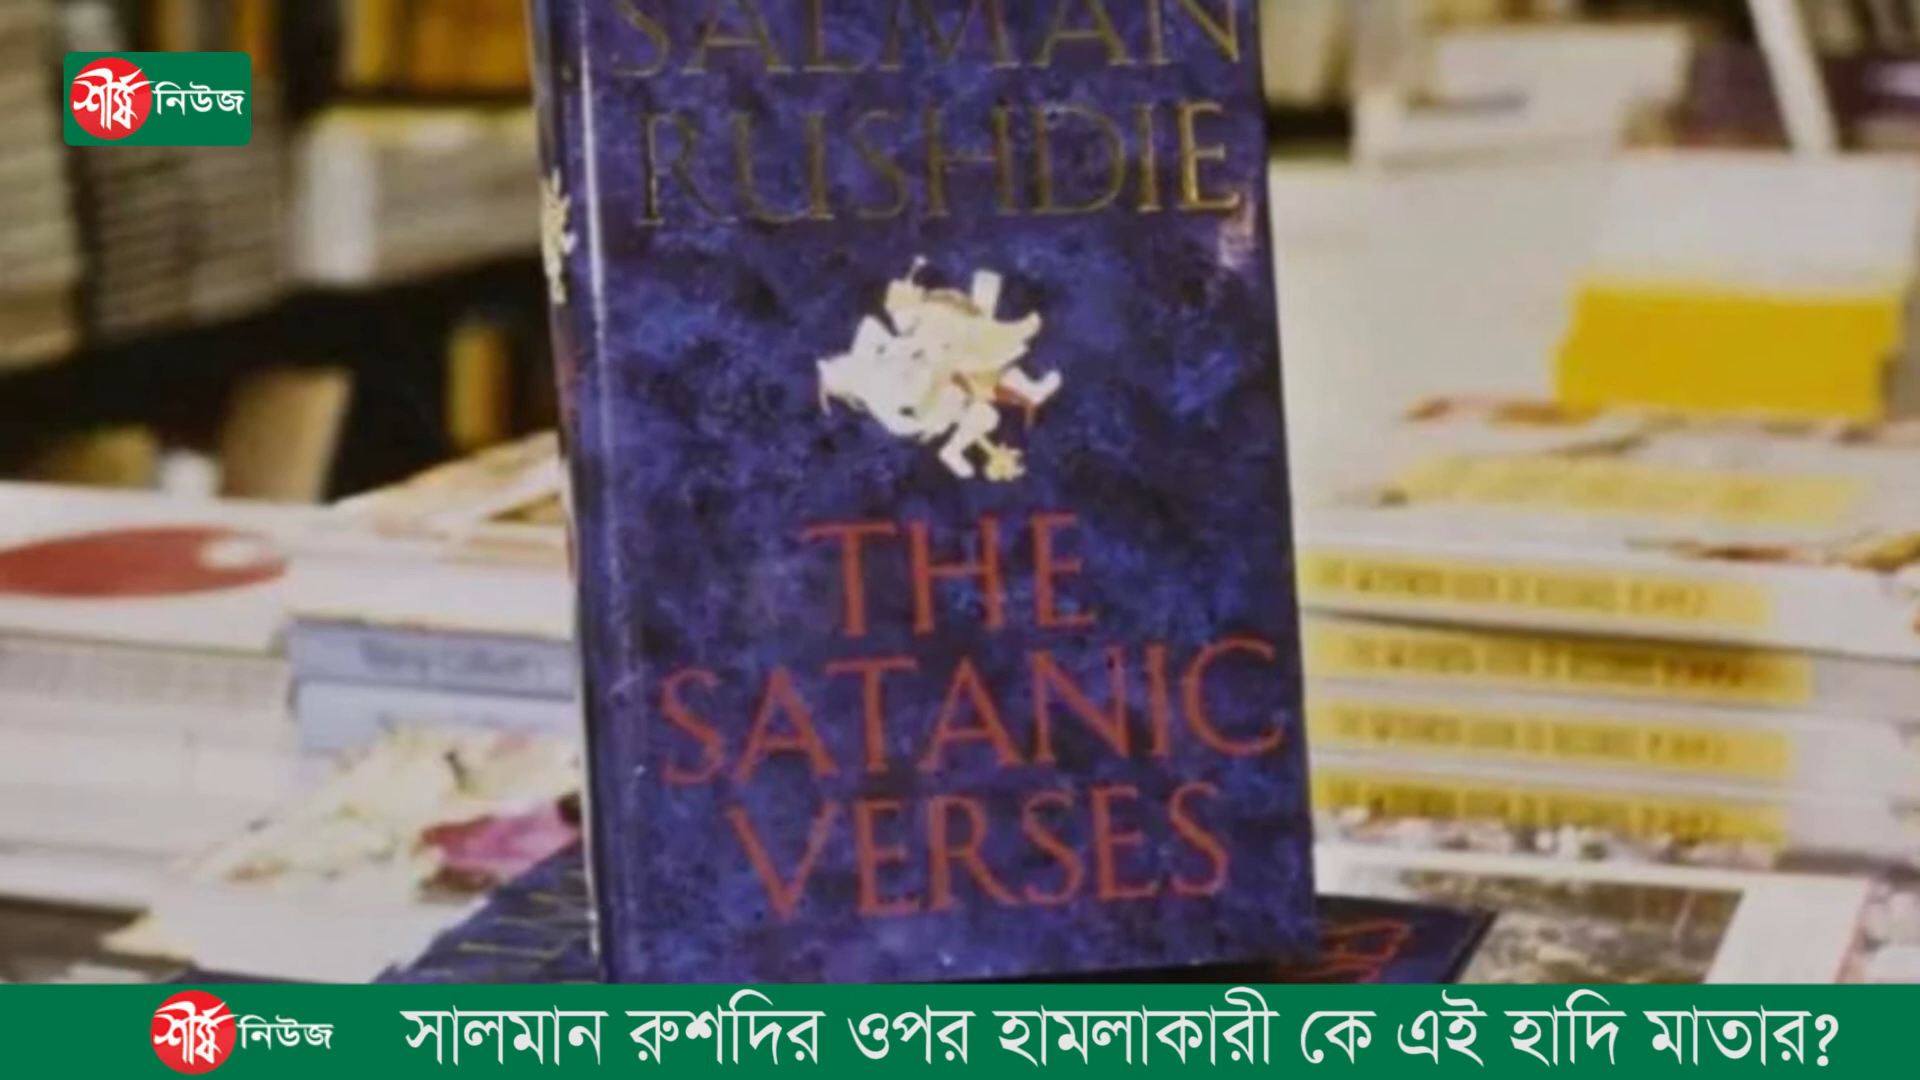 শীর্ষ নিউজ
SALMAN
RUSHDIE
THE
SATANIC
VERSES
শীর্ষ নিউজ
সালমান রুশদির ওপর হামলাকারী কে এই হাদি মাতার?